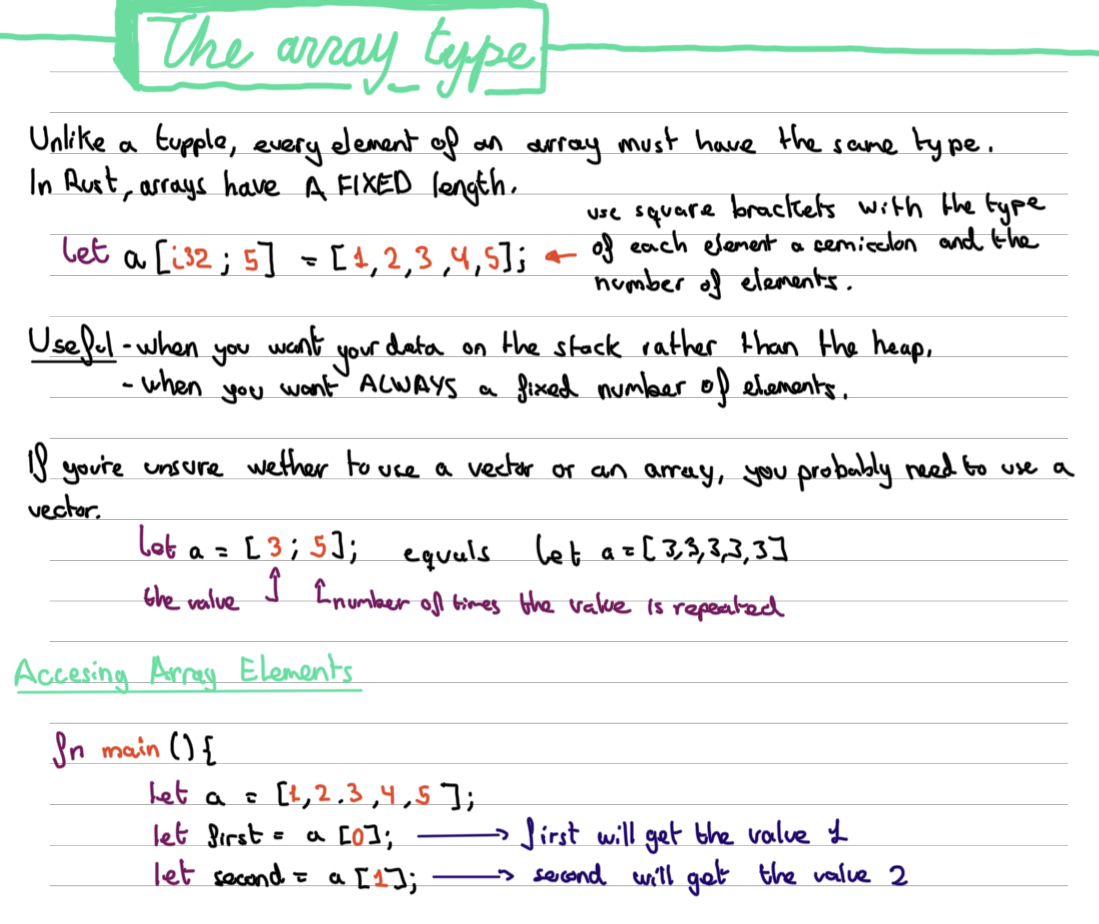 The array type
Unlike a tupple, every element of an array must have the same type.
In Rust, arrays have A FIXED length.
let a [i32 ; 5] = [1,2,3,4,5]; ← use square brackets with the type
of each element a semicolon and the
number of elements.
Useful - when you want your data on the stack rather than the heap.
- when you want ALWAYS a fixed number of elements.
If you're unsure wether to use a vector or an array, you probably need to use a
vector.
let a = [3; 5]; equals let a = [3,3,3,3,3]
the value ↑ ↑ number of times the value is repeated
Accesing Array Elements
fn main () {
let a = [1,2.3,4,5];
let first = a [0]; → first will get the value 1
let second = a [1]; → second will get the value 2